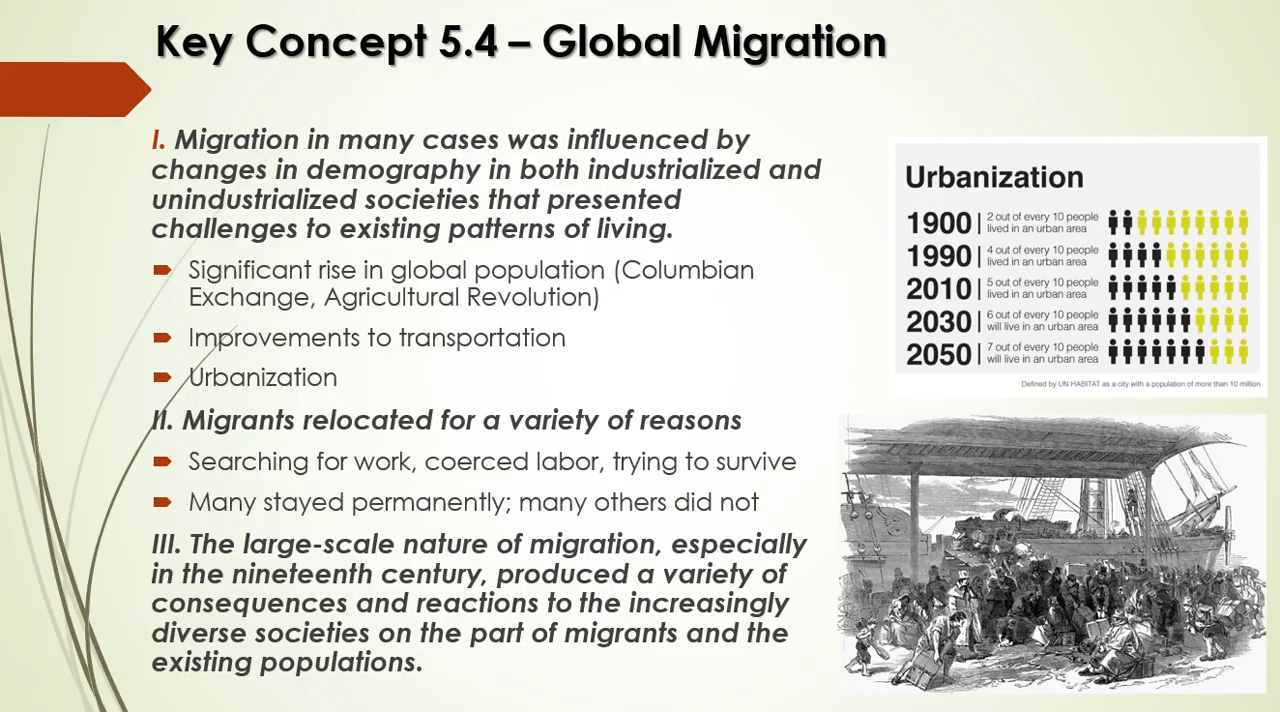 Key Concept 5.4 – Global Migration
I. Migration in many cases was influenced by
changes in demography in both industrialized and
unindustrialized societies that presented
challenges to existing patterns of living.
Significant rise in global population (Columbian
Exchange, Agricultural Revolution)
Improvements to transportation
Urbanization
II. Migrants relocated for a variety of reasons
Searching for work, coerced labor, trying to survive
Many stayed permanently; many others did not
III. The large-scale nature of migration, especially
in the nineteenth century, produced a variety of
consequences and reactions to the increasingly
diverse societies on the part of migrants and the
existing populations.
Urbanization
1900 | 2 out of every 10 people
lived in an urban area
1990 | 4 out of every 10 people
lived in an urban area
2010 | 5 out of every 10 people
lived in an urban area
2030 | 6 out of every 10 people
will live in an urban area
2050 | 7 out of every 10 people
will live in an urban area
Defined by UN HABITAT as a city with a population of more than 10 million